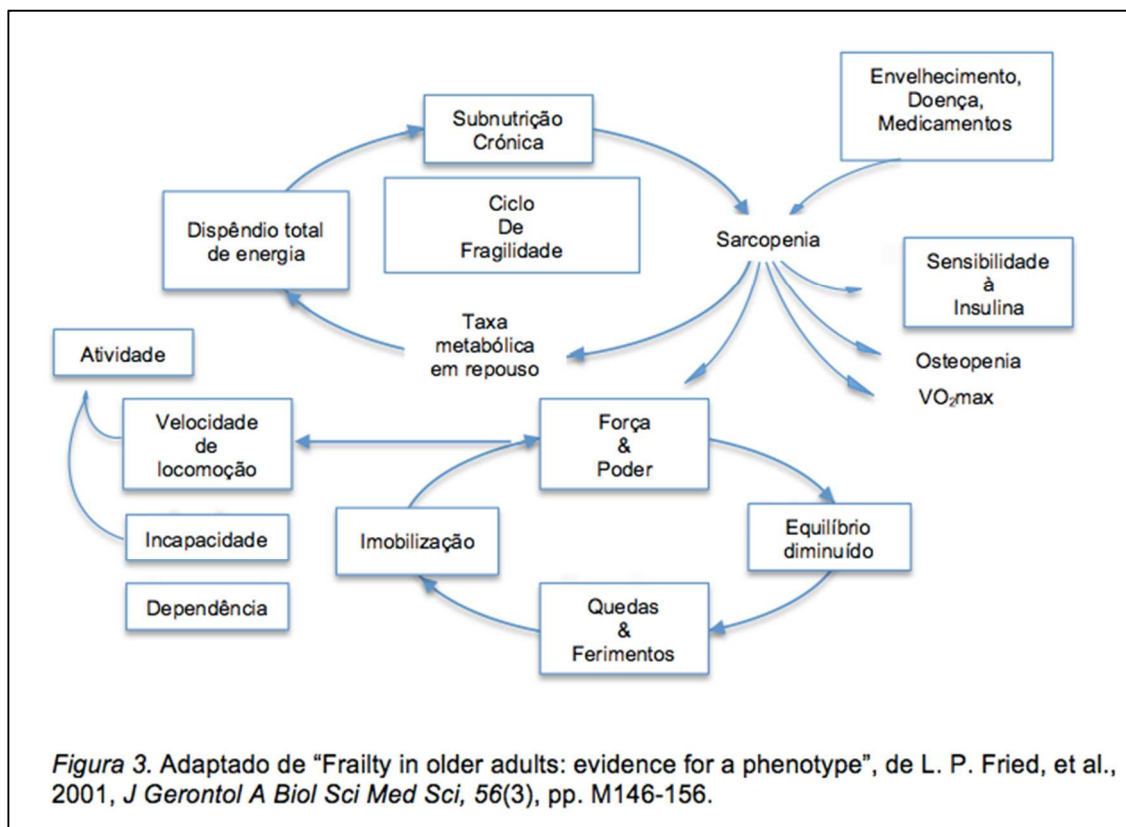 Envelhecimento,
Doença,
Medicamentos
Subnutrição
Crónica
Ciclo
De
Fragilidade
Dispêndio total
de energia
Sarcopenia
Sensibilidade
à
Insulina
Taxa
metabólica
em repouso
Atividade
Osteopenia
VO₂max
Velocidade
de
locomoção
Força
&
Poder
Incapacidade
Imobilização
Equilíbrio
diminuído
Dependência
Quedas
&
Ferimentos
Figura 3. Adaptado de “Frailty in older adults: evidence for a phenotype”, de L. P. Fried, et al.,
2001, J Gerontol A Biol Sci Med Sci, 56(3), pp. M146-156.